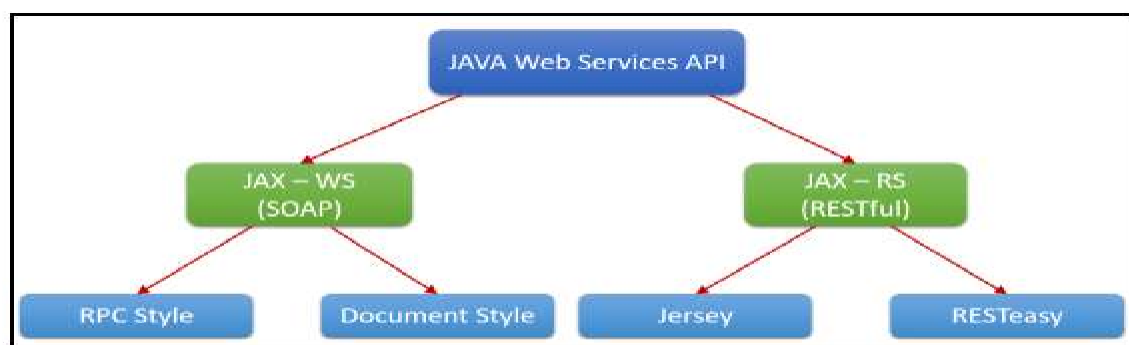 JAVA Web Services API
JAX – WS
(SOAP)
JAX – RS
(RESTful)
RPC Style
Document Style
Jersey
RESTeasy